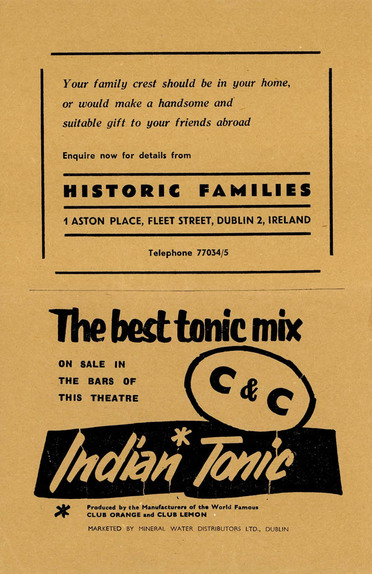 Your family crest should be in your home,
or would make a handsome and
suitable gift to your friends abroad
Enquire now for details from
HISTORIC FAMILIES
1 ASTON PLACE, FLEET STREET, DUBLIN 2, IRELAND
Telephone 77034/5
The best tonic mix
ON SALE IN
THE BARS OF
THIS THEATRE
C & C
Indian* Tonic
* Produced by the Manufacturers of the World Famous
CLUB ORANGE and CLUB LEMON
MARKETED BY MINERAL WATER DISTRIBUTORS LTD., DUBLIN